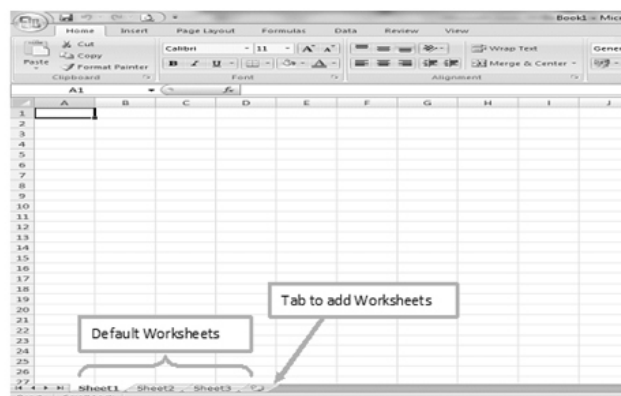 Book1 - Micr
Home Insert Page Layout Formulas Data Review View
Cut
Copy
Paste
Format Painter
Calibri 11 A A
Wrap Text
Gener
B I U A
Merge & Center
Clipboard Font Alignment
A1 fx
A B C D E F G H I J
1
2
3
4
5
6
7
8
9
10
11
12
13
14
15
16
17
18
19
20
21
22
23
24
25
26
27
Tab to add Worksheets
Default Worksheets
Sheet1 Sheet2 Sheet3